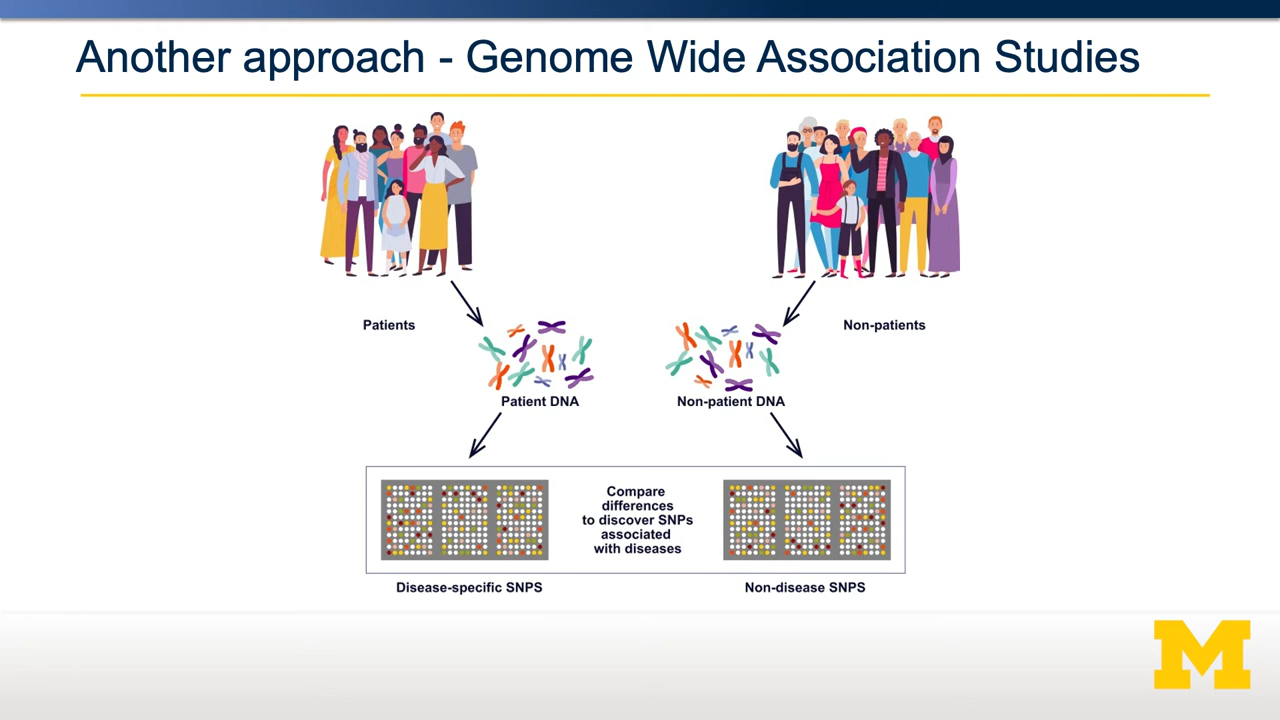 Another approach - Genome Wide Association Studies
Patients
Non-patients
Patient DNA
Non-patient DNA
Compare
differences
to discover SNPs
associated
with diseases
Disease-specific SNPS
Non-disease SNPS
M